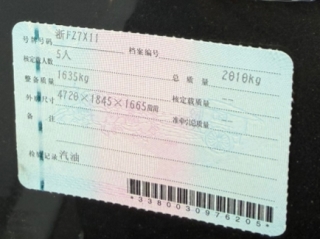 号牌号码 浙F27X11 档案编号
核定载人数 5人
整备质量 1635kg 总质量 2010kg
外廓尺寸 4720×1845×1665mm 核定载质量 --
备注 准牵引总质量 --
检验记录 汽油
*3380030976205*